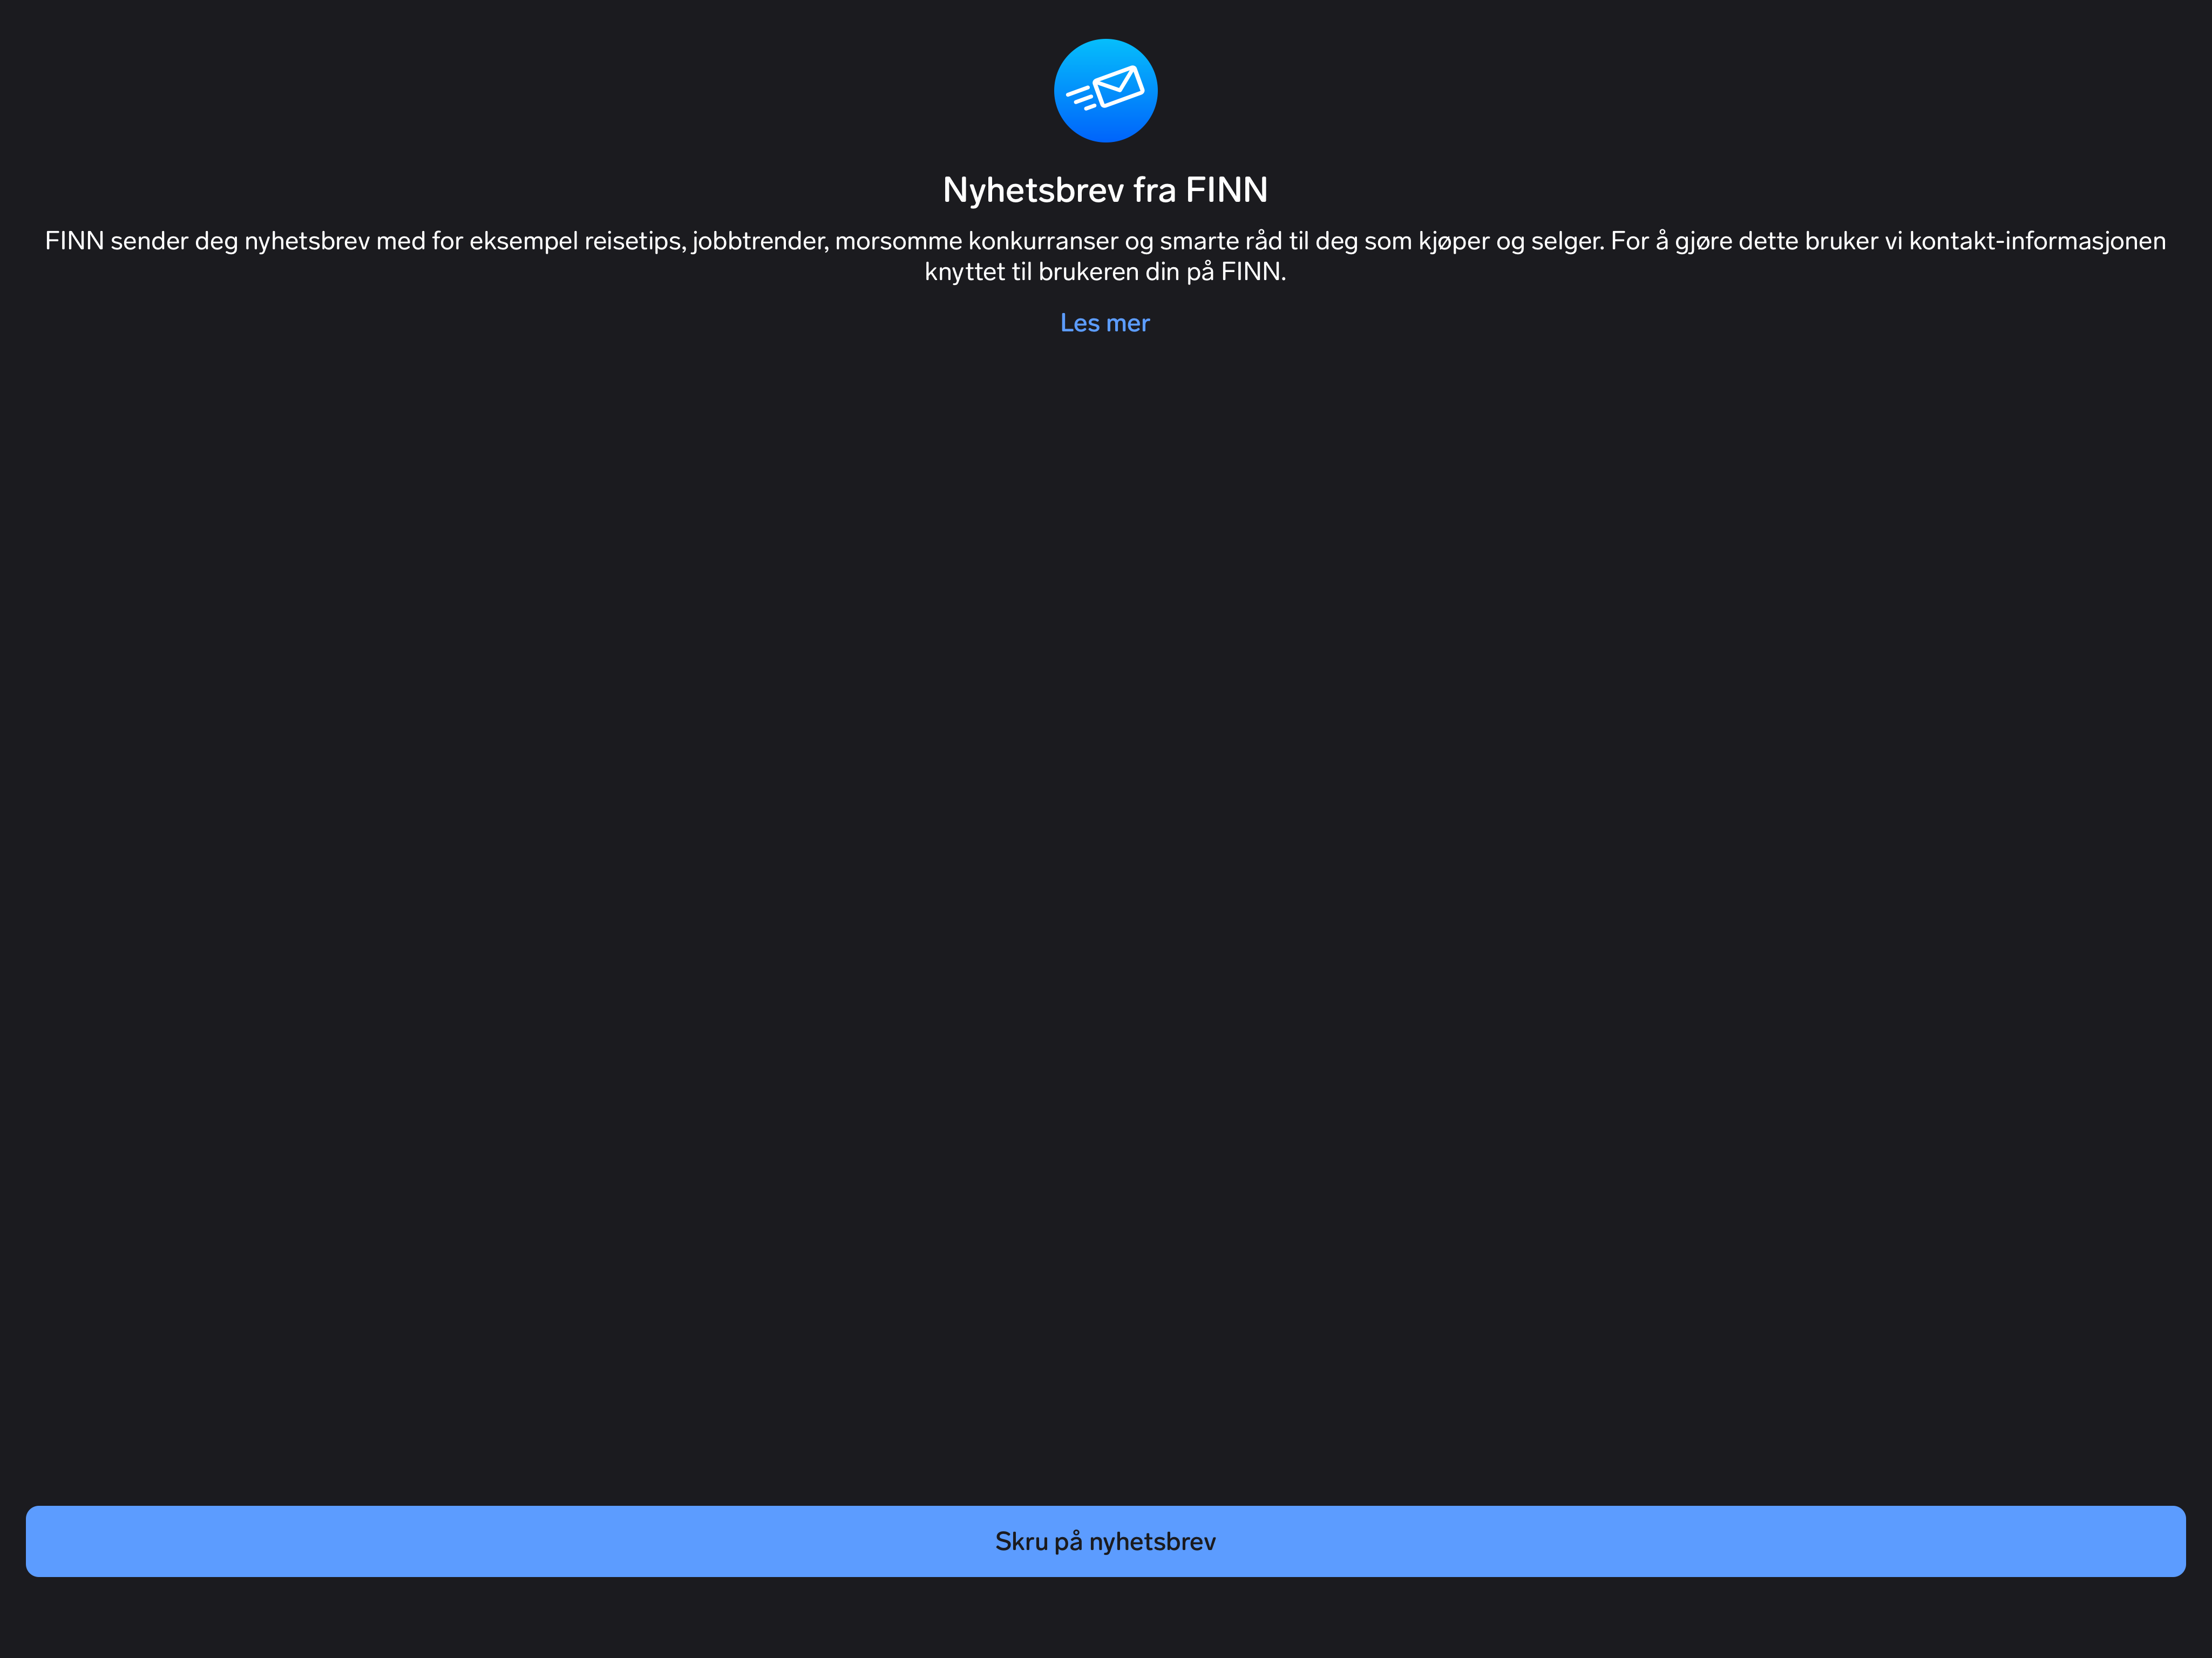 Nyhetsbrev fra FINN
FINN sender deg nyhetsbrev med for eksempel reisetips, jobbtrender, morsomme konkurranser og smarte råd til deg som kjøper og selger. For å gjøre dette bruker vi kontakt-informasjonen
knyttet til brukeren din på FINN.
Les mer
Skru på nyhetsbrev